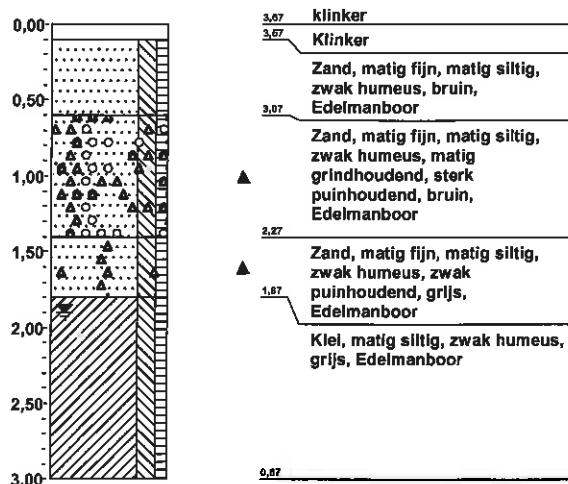 0,00
0,50
1,00
1,50
2,00
2,50
3,00
3,67 klinker
3,57 Klinker
Zand, matig fijn, matig siltig,
zwak humeus, bruin,
Edelmanboor
3,07
Zand, matig fijn, matig siltig,
zwak humeus, matig
grindhoudend, sterk
puinhoudend, bruin,
Edelmanboor
2,27
Zand, matig fijn, matig siltig,
zwak humeus, zwak
puinhoudend, grijs,
Edelmanboor
1,87
Klei, matig siltig, zwak humeus,
grijs, Edelmanboor
0,67